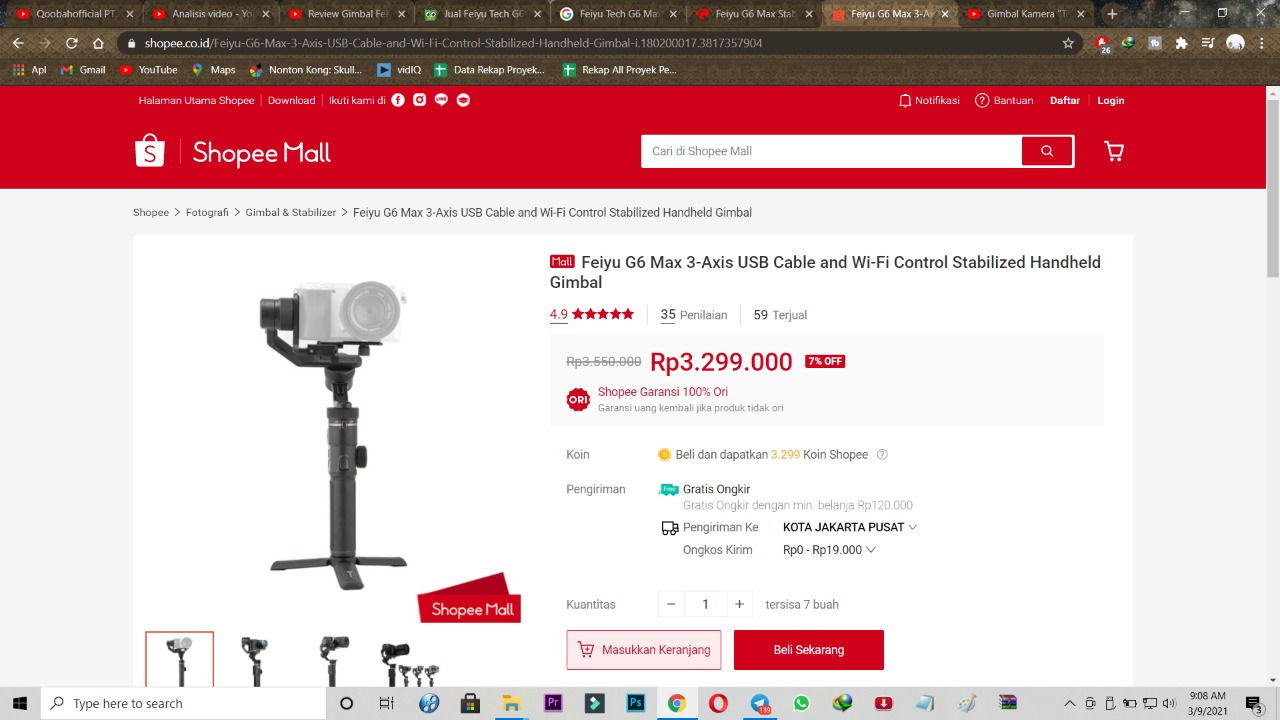 Qoobahofficial PT
Analisis video - Yo
Review Gimbal Fei
Jual Feiyu Tech G6
Feiyu Tech G6 Max
Feiyu G6 Max Stab
Feiyu G6 Max 3-Ax
Gimbal Kamera "T
shopee.co.id/Feiyu-G6-Max-3-Axis-USB-Cable-and-Wi-Fi-Control-Stabilized-Handheld-Gimbal-i.180200017.3817357904
26
Apl
Gmail
YouTube
Maps
Nonton Kong: Skull...
vidIQ
Data Rekap Proyek...
Rekap All Proyek Pe...
Halaman Utama Shopee
Download
Ikuti kami di
Notifikasi
Bantuan
Daftar
Login
Shopee Mall
Cari di Shopee Mall
Shopee > Fotografi > Gimbal & Stabilizer > Feiyu G6 Max 3-Axis USB Cable and Wi-Fi Control Stabilized Handheld Gimbal
Mall Feiyu G6 Max 3-Axis USB Cable and Wi-Fi Control Stabilized Handheld
Gimbal
4.9
35 Penilaian
59 Terjual
Rp3.550.000 Rp3.299.000 7% OFF
ORI
Shopee Garansi 100% Ori
Garansi uang kembali jika produk tidak ori
Koin
Beli dan dapatkan 3.299 Koin Shopee
Pengiriman
Free
Gratis Ongkir
Gratis Ongkir dengan min. belanja Rp120.000
Pengiriman Ke
KOTA JAKARTA PUSAT
Ongkos Kirim
Rp0 - Rp19.000
Shopee Mall
Kuantitas
1
tersisa 7 buah
Masukkan Keranjang
Beli Sekarang
Type here to search
Pr
Ps
139
9:08 AM
3/9/2021
3